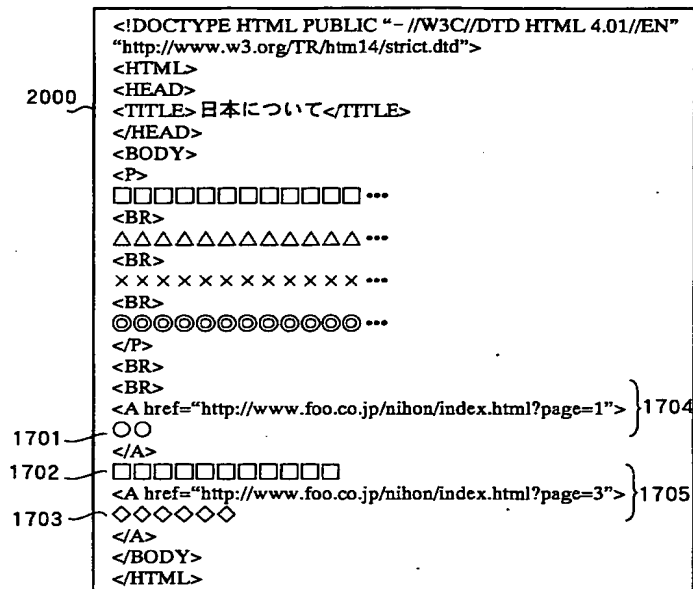 <!DOCTYPE HTML PUBLIC “−//W3C//DTD HTML 4.01//EN”
“http://www.w3.org/TR/htm14/strict.dtd”>
<HTML>
<HEAD>
2000
<TITLE>日本について</TITLE>
</HEAD>
<BODY>
<P>
□□□□□□□□□□□□ •••
<BR>
△△△△△△△△△△△△ •••
<BR>
×××××××××××× •••
<BR>
◎◎◎◎◎◎◎◎◎◎◎◎ •••
</P>
<BR>
<BR>
<A href=“http://www.foo.co.jp/nihon/index.html?page=1”>
1704
1701 ○○
</A>
1702 □□□□□□□□□□□
<A href=“http://www.foo.co.jp/nihon/index.html?page=3”>
1705
1703 ◇◇◇◇◇◇
</A>
</BODY>
</HTML>